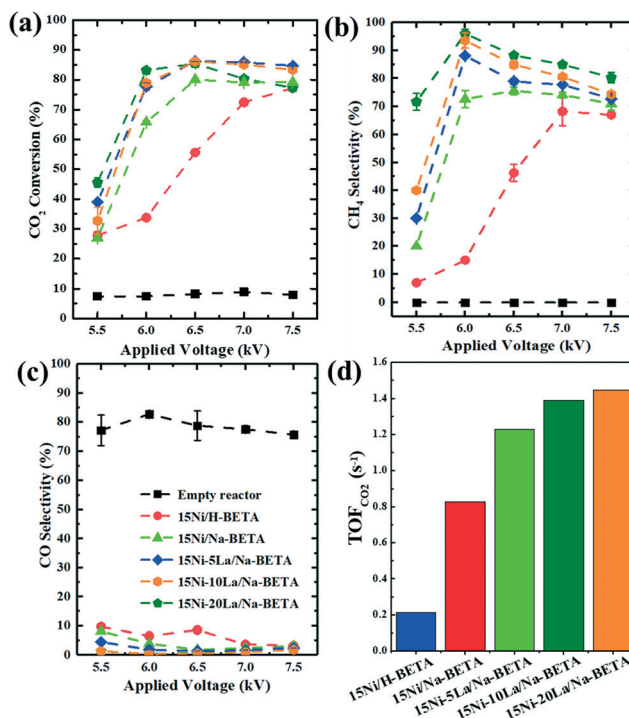 (a)
CO2 Conversion (%)
100
90
80
70
60
50
40
30
20
10
0
5.5 6.0 6.5 7.0 7.5
Applied Voltage (kV)
(b)
CH4 Selectivity (%)
100
90
80
70
60
50
40
30
20
10
0
5.5 6.0 6.5 7.0 7.5
Applied Voltage (kV)
(c)
CO Selectivity (%)
100
90
80
70
60
50
40
30
20
10
0
Empty reactor
15Ni/H-BETA
15Ni/Na-BETA
15Ni-5La/Na-BETA
15Ni-10La/Na-BETA
15Ni-20La/Na-BETA
5.5 6.0 6.5 7.0 7.5
Applied Voltage (kV)
(d)
TOFCO2 (s-1)
1.6
1.4
1.2
1.0
0.8
0.6
0.4
0.2
0.0
15Ni/H-BETA
15Ni/Na-BETA
15Ni-5La/Na-BETA
15Ni-10La/Na-BETA
15Ni-20La/Na-BETA